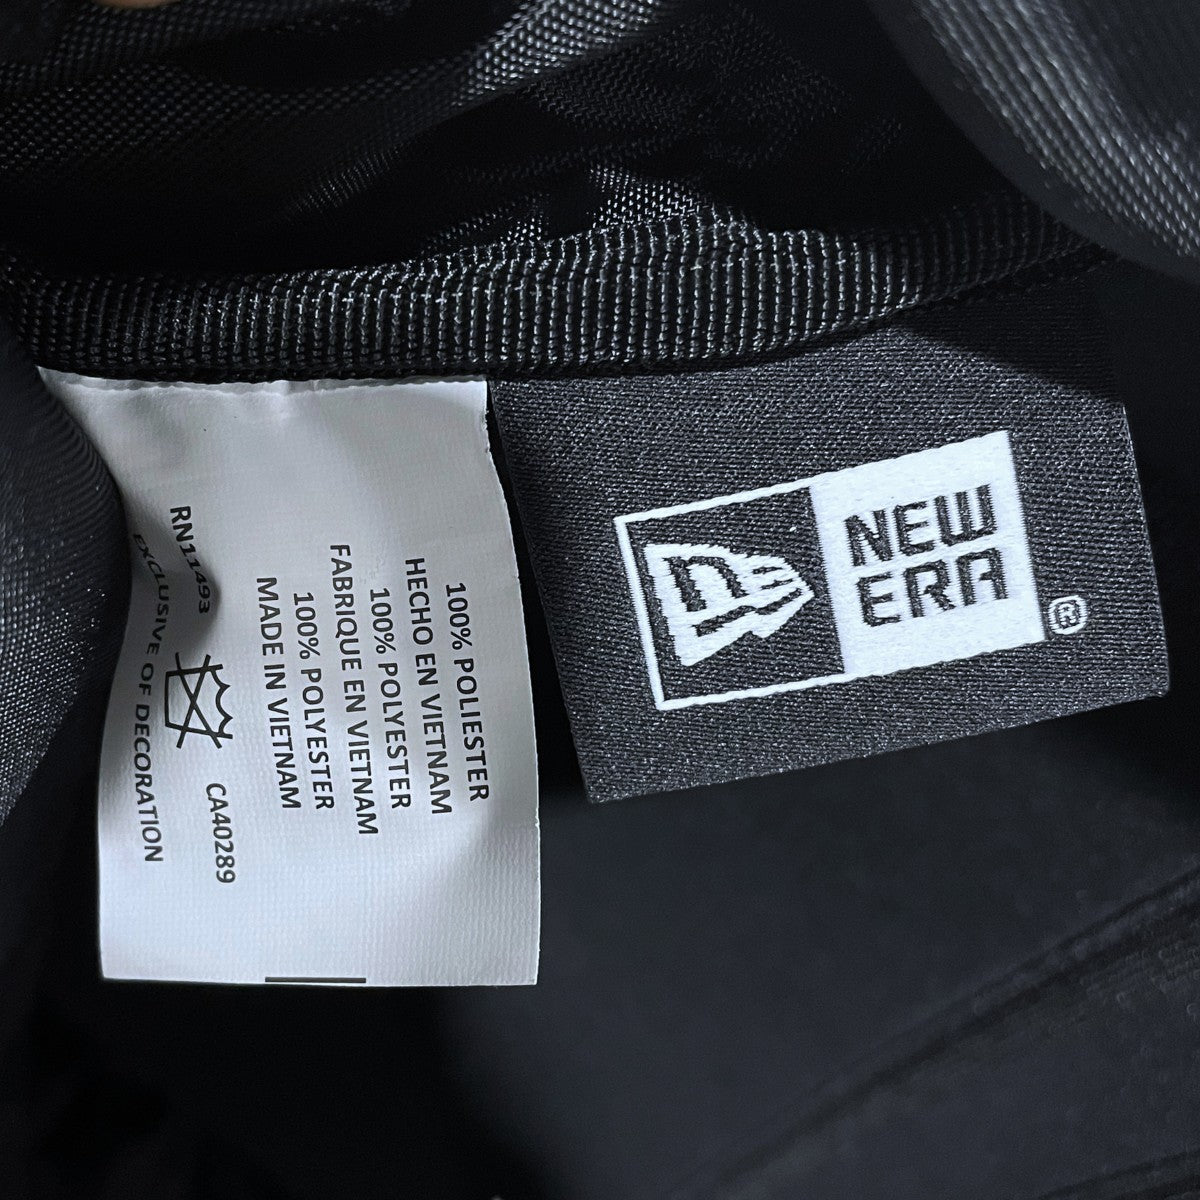 100% POLIESTER
HECHO EN VIETNAM
100% POLYESTER
FABRIQUE EN VIETNAM
100% POLYESTER
MADE IN VIETNAM
RN11493 CA40289
EXCLUSIVE OF DECORATION
NE
NEW
ERA
®